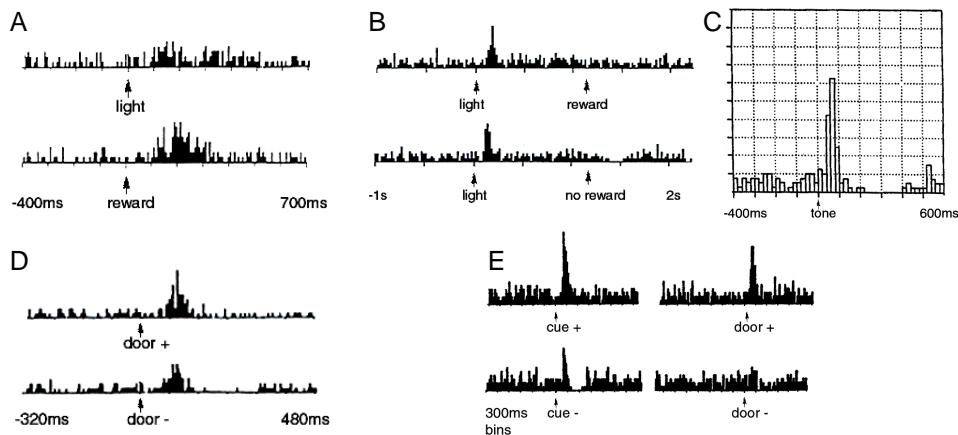 A
light
-400ms
reward
700ms
B
light
reward
-1s
light
no reward
2s
C
-400ms
tone
600ms
D
door +
-320ms
door -
480ms
E
cue +
door +
300ms
bins
cue -
door -